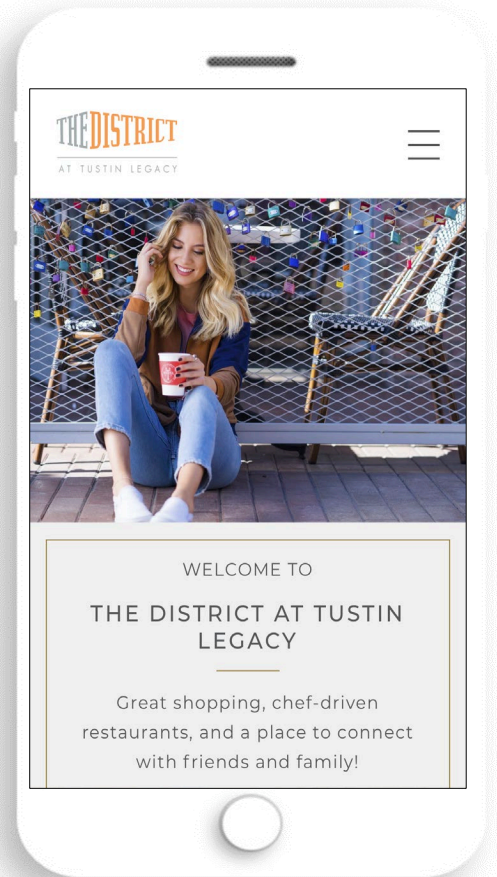 THE DISTRICT
AT TUSTIN LEGACY
WELCOME TO
THE DISTRICT AT TUSTIN
LEGACY
Great shopping, chef-driven
restaurants, and a place to connect
with friends and family!